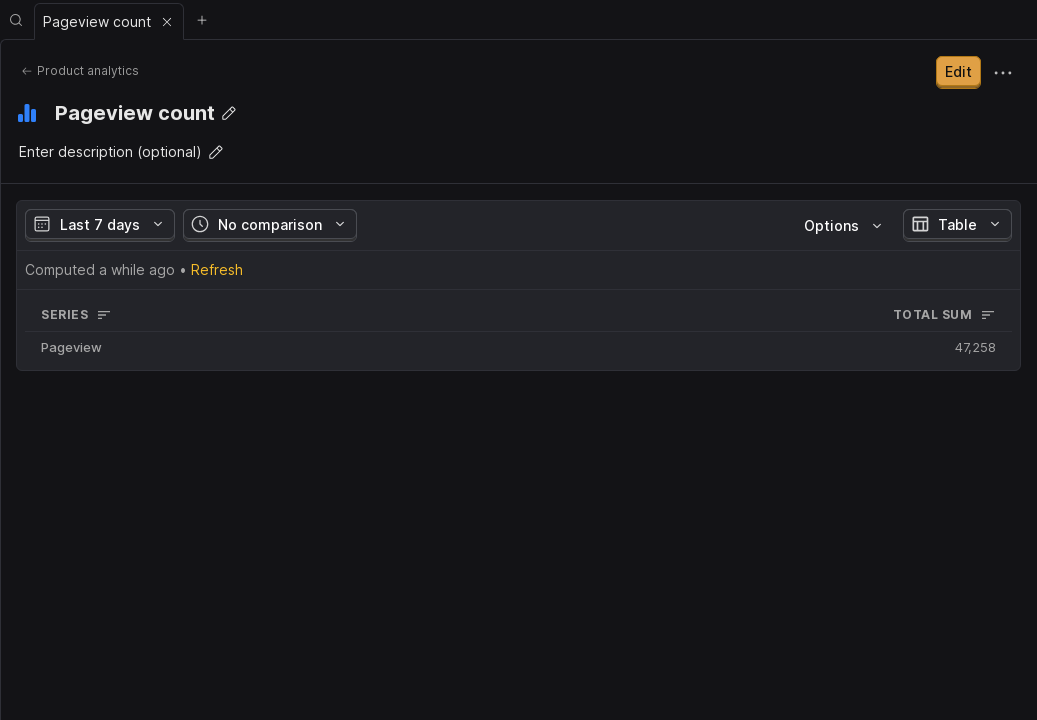 Pageview count
Product analytics
Edit
Pageview count
Enter description (optional)
Last 7 days
No comparison
Options
Table
Computed a while ago • Refresh
SERIES
TOTAL SUM
Pageview
47,258